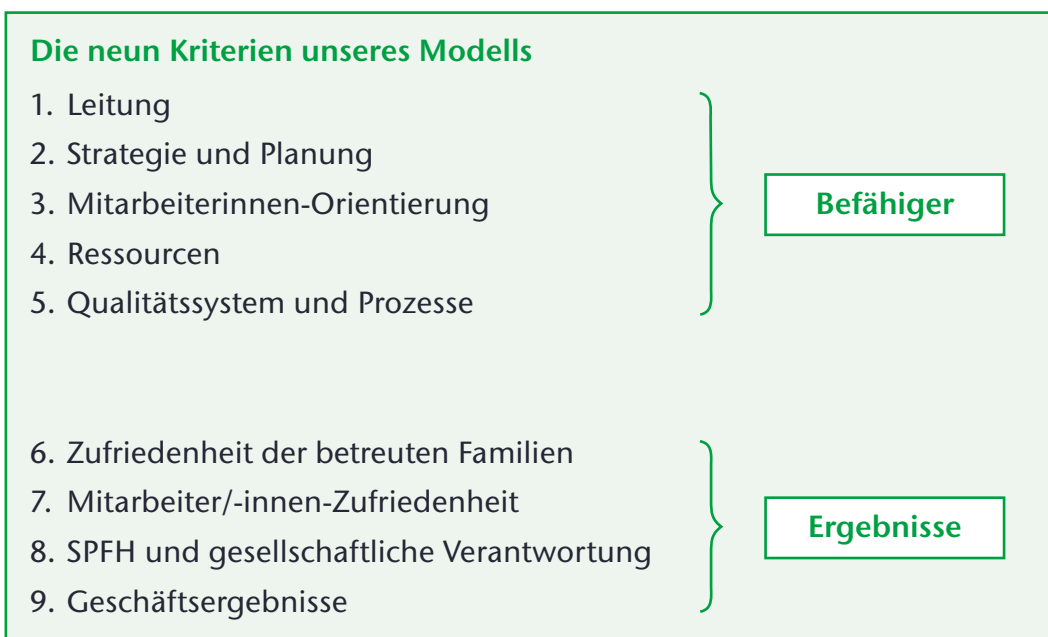 Die neun Kriterien unseres Modells
1. Leitung
2. Strategie und Planung
3. Mitarbeiterinnen-Orientierung
4. Ressourcen
5. Qualitätssystem und Prozesse
Befähiger
6. Zufriedenheit der betreuten Familien
7. Mitarbeiter/-innen-Zufriedenheit
8. SPFH und gesellschaftliche Verantwortung
9. Geschäftsergebnisse
Ergebnisse